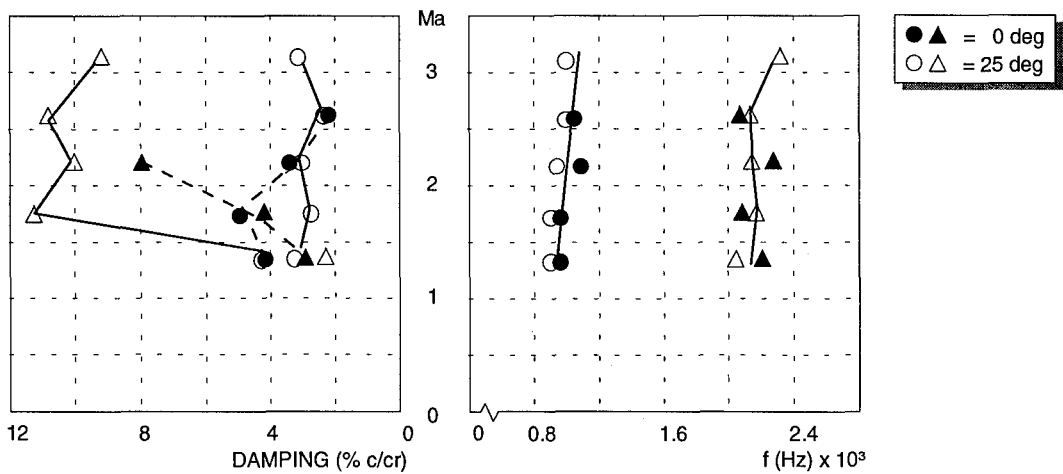 Ma
3
2
1
0
12 8 4 0
DAMPING (% c/cr)
0 0.8 1.6 2.4
f (Hz) x 10³
= 0 deg
= 25 deg